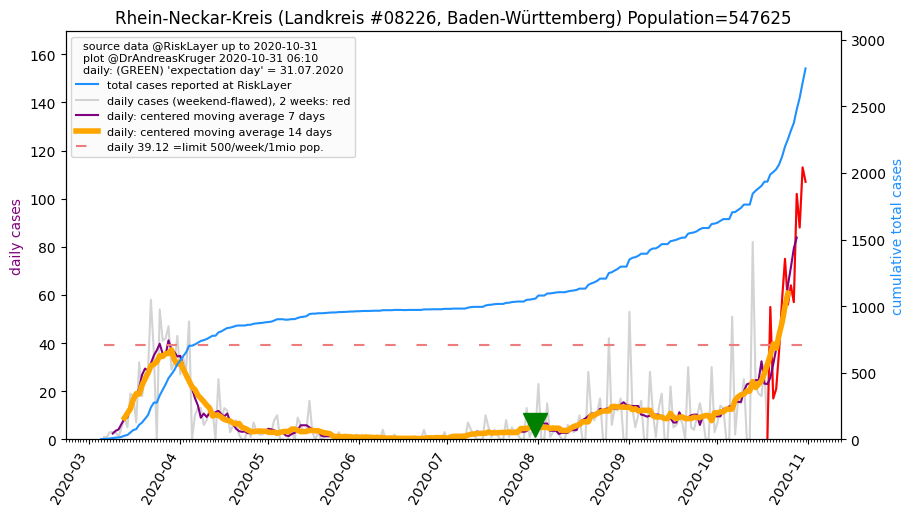 Rhein-Neckar-Kreis (Landkreis #08226, Baden-Württemberg) Population=547625
source data @RiskLayer up to 2020-10-31
plot @DrAndreasKruger 2020-10-31 06:10
daily: (GREEN) 'expectation day' = 31.07.2020
total cases reported at RiskLayer
daily cases (weekend-flawed), 2 weeks: red
daily: centered moving average 7 days
daily: centered moving average 14 days
daily 39.12 =limit 500/week/1mio pop.
daily cases
160
140
120
100
80
60
40
20
0
cumulative total cases
3000
2500
2000
1500
1000
500
0
2020-03
2020-04
2020-05
2020-06
2020-07
2020-08
2020-09
2020-10
2020-11